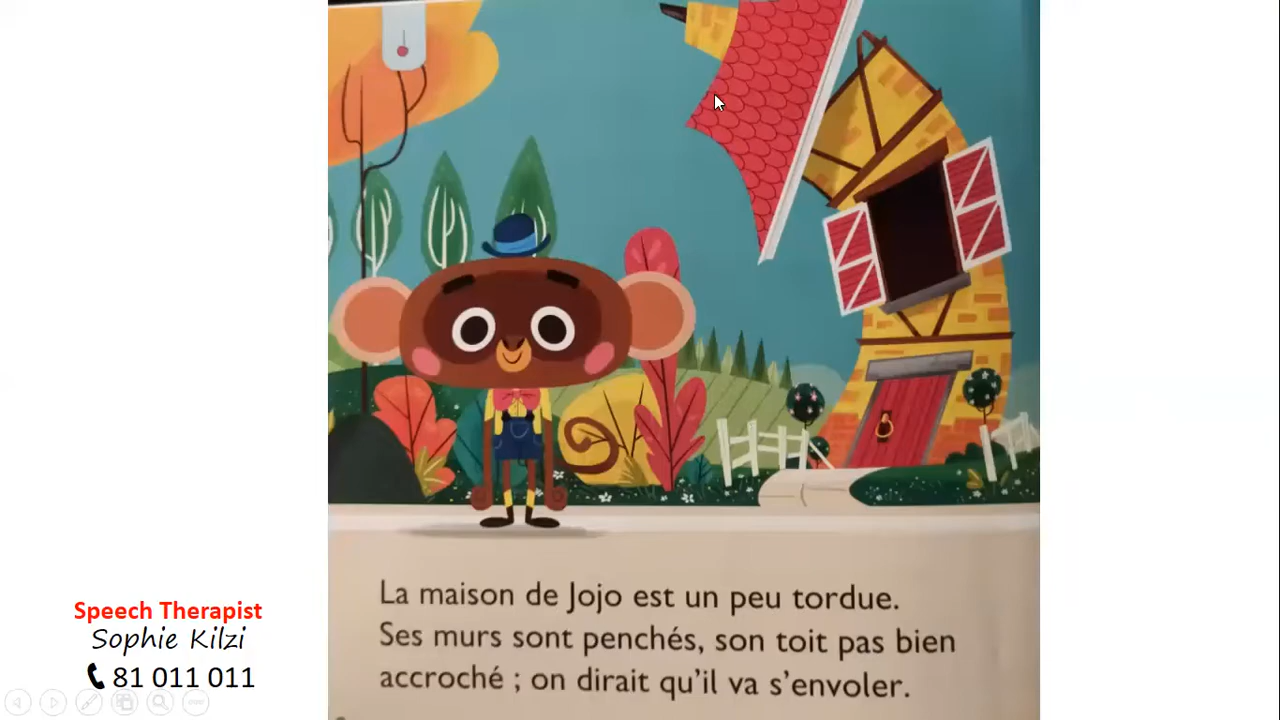 La maison de Jojo est un peu tordue.
Ses murs sont penchés, son toit pas bien
accroché ; on dirait qu'il va s'envoler.
Speech Therapist
Sophie Kilzi
81 011 011